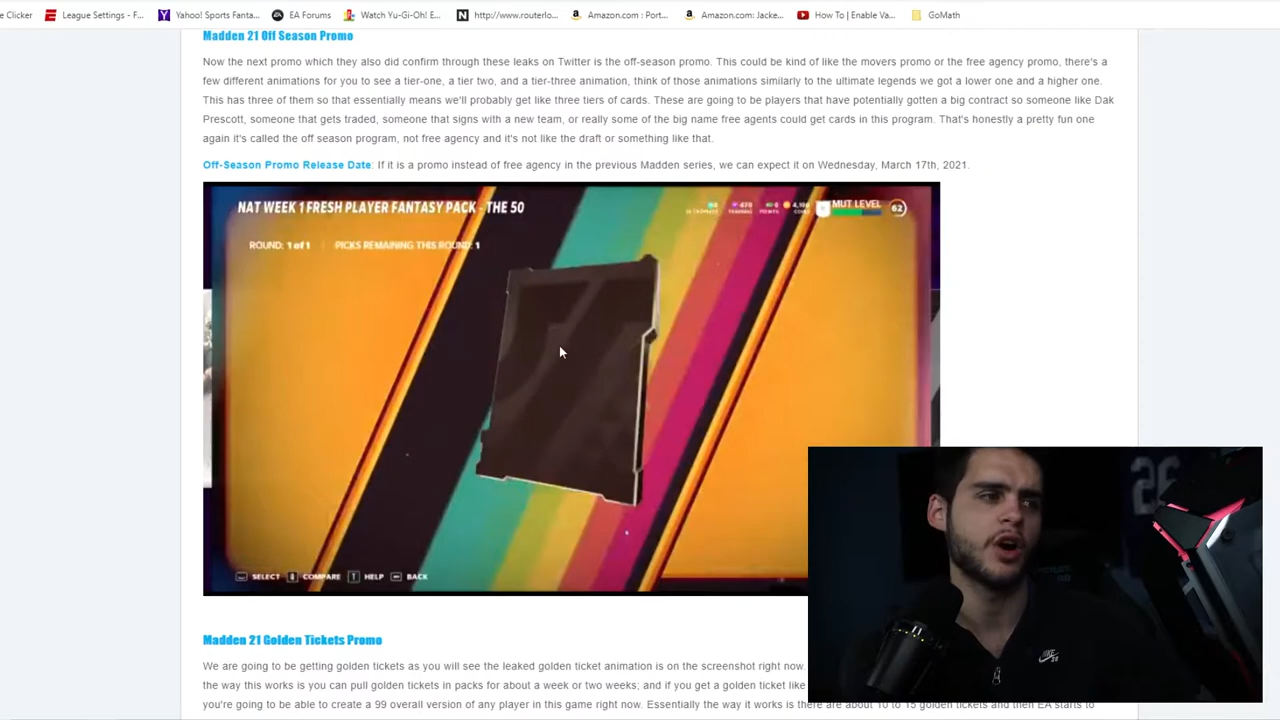 e Clicker League Settings - F... Yahoo! Sports Fanta... EA Forums Watch Yu-Gi-Oh! E... http://www.routerlo... Amazon.com : Port... Amazon.com: Jacke... How To | Enable Va... GoMath
Madden 21 Off Season Promo
Now the next promo which they also did confirm through these leaks on Twitter is the off-season promo. This could be kind of like the movers promo or the free agency promo, there's a
few different animations for you to see a tier-one, a tier two, and a tier-three animation, think of those animations similarly to the ultimate legends we got a lower one and a higher one.
This has three of them so that essentially means we'll probably get like three tiers of cards. These are going to be players that have potentially gotten a big contract so someone like Dak
Prescott, someone that gets traded, someone that signs with a new team, or really some of the big name free agents could get cards in this program. That's honestly a pretty fun one
again it's called the off season program, not free agency and it's not like the draft or something like that.
Off-Season Promo Release Date: If it is a promo instead of free agency in the previous Madden series, we can expect it on Wednesday, March 17th, 2021.
NAT WEEK 1 FRESH PLAYER FANTASY PACK - THE 50
MUT LEVEL 62
ROUND: 1 of 1 PICKS REMAINING THIS ROUND: 1
SELECT COMPARE HELP BACK
26
Madden 21 Golden Tickets Promo
We are going to be getting golden tickets as you will see the leaked golden ticket animation is on the screenshot right now.
the way this works is you can pull golden tickets in packs for about a week or two weeks; and if you get a golden ticket like
you're going to be able to create a 99 overall version of any player in this game right now. Essentially the way it works is there are about 10 to 15 golden tickets and then EA starts to